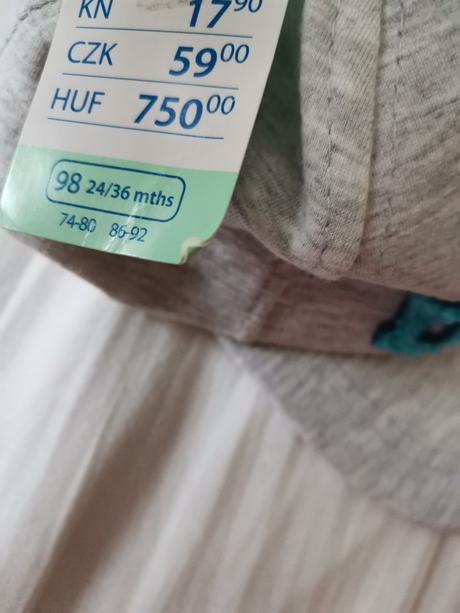 KN 17⁹⁰
CZK 59⁰⁰
HUF 750⁰⁰
98 24/36 mths
74-80 86-92